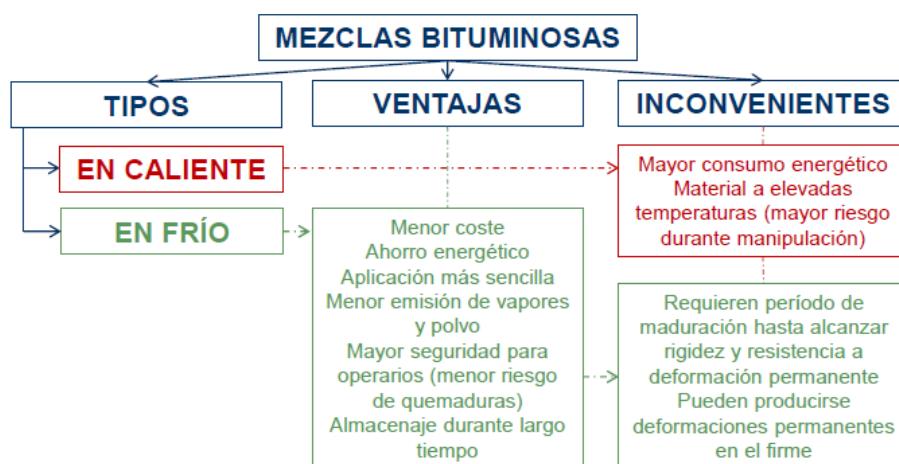 MEZCLAS BITUMINOSAS
TIPOS
VENTAJAS
INCONVENIENTES
EN CALIENTE
Mayor consumo energético
Material a elevadas
temperaturas (mayor riesgo
durante manipulación)
EN FRÍO
Menor coste
Ahorro energético
Aplicación más sencilla
Menor emisión de vapores
y polvo
Mayor seguridad para
operarios (menor riesgo
de quemaduras)
Almacenaje durante largo
tiempo
Requieren período de
maduración hasta alcanzar
rigidez y resistencia a
deformación permanente
Pueden producirse
deformaciones permanentes
en el firme